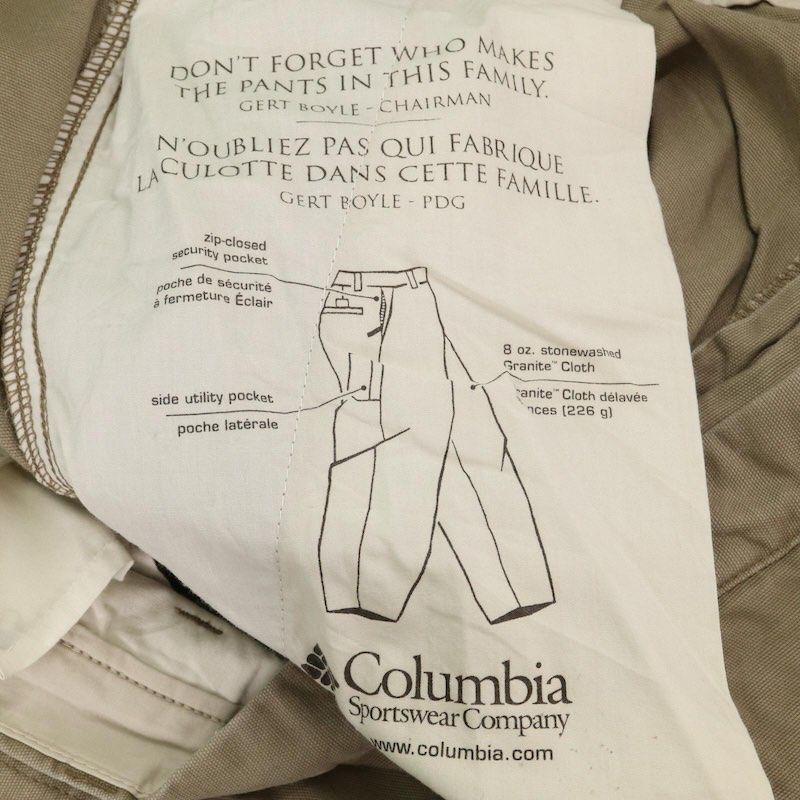 DON'T FORGET WHO MAKES
THE PANTS IN THIS FAMILY.
GERT BOYLE - CHAIRMAN
N'OUBLIEZ PAS QUI FABRIQUE
LA CULOTTE DANS CETTE FAMILLE.
GERT BOYLE - PDG
zip-closed
security pocket
poche de sécurité
à fermeture Éclair
8 oz. stonewashed
Granite™ Cloth
ranite™ Cloth délavée
nces (226 g)
side utility pocket
poche latérale
Columbia
Sportswear Company
www.columbia.com